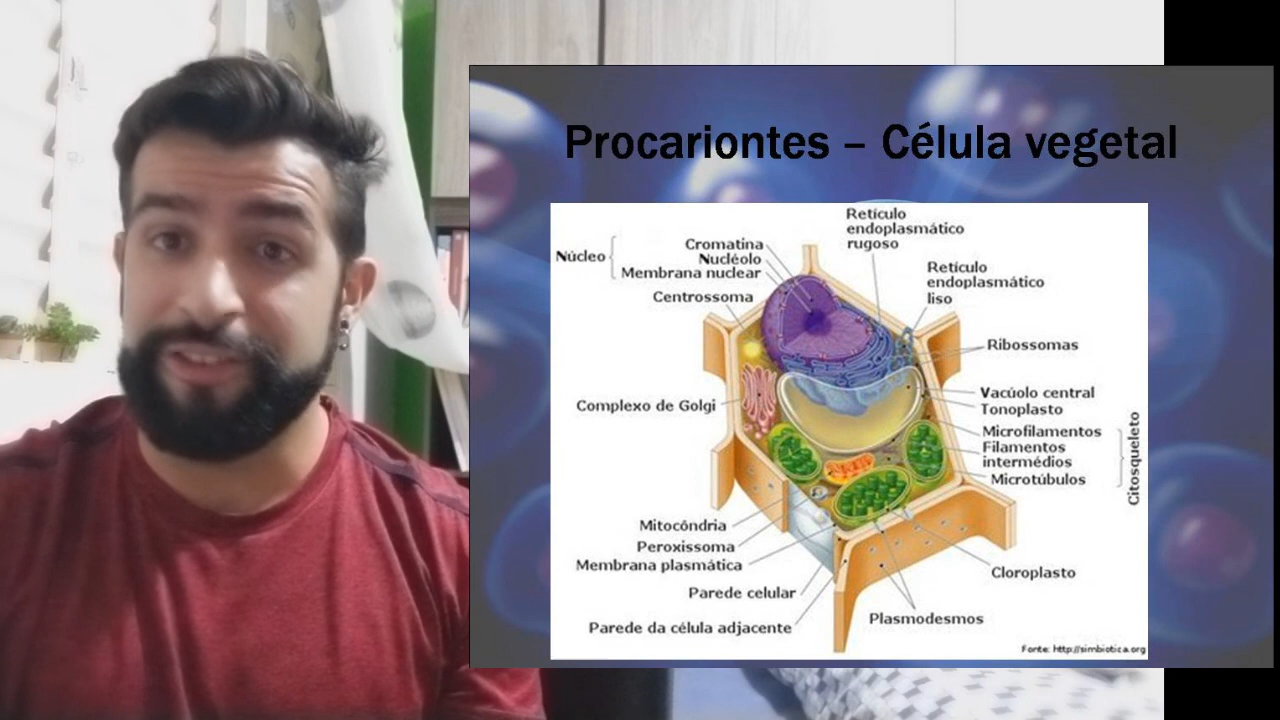 Procariontes – Célula vegetal
Retículo
endoplasmático
rugoso
Núcleo
Cromatina
Nucléolo
Membrana nuclear
Centrossoma
Retículo
endoplasmático
liso
Ribossomas
Complexo de Golgi
Vacúolo central
Tonoplasto
Microfilamentos
Filamentos
intermédios
Microtúbulos
Citosqueleto
Mitocôndria
Peroxissoma
Membrana plasmática
Parede celular
Parede da célula adjacente
Cloroplasto
Plasmodesmos
Fonte: http://simbiotica.org